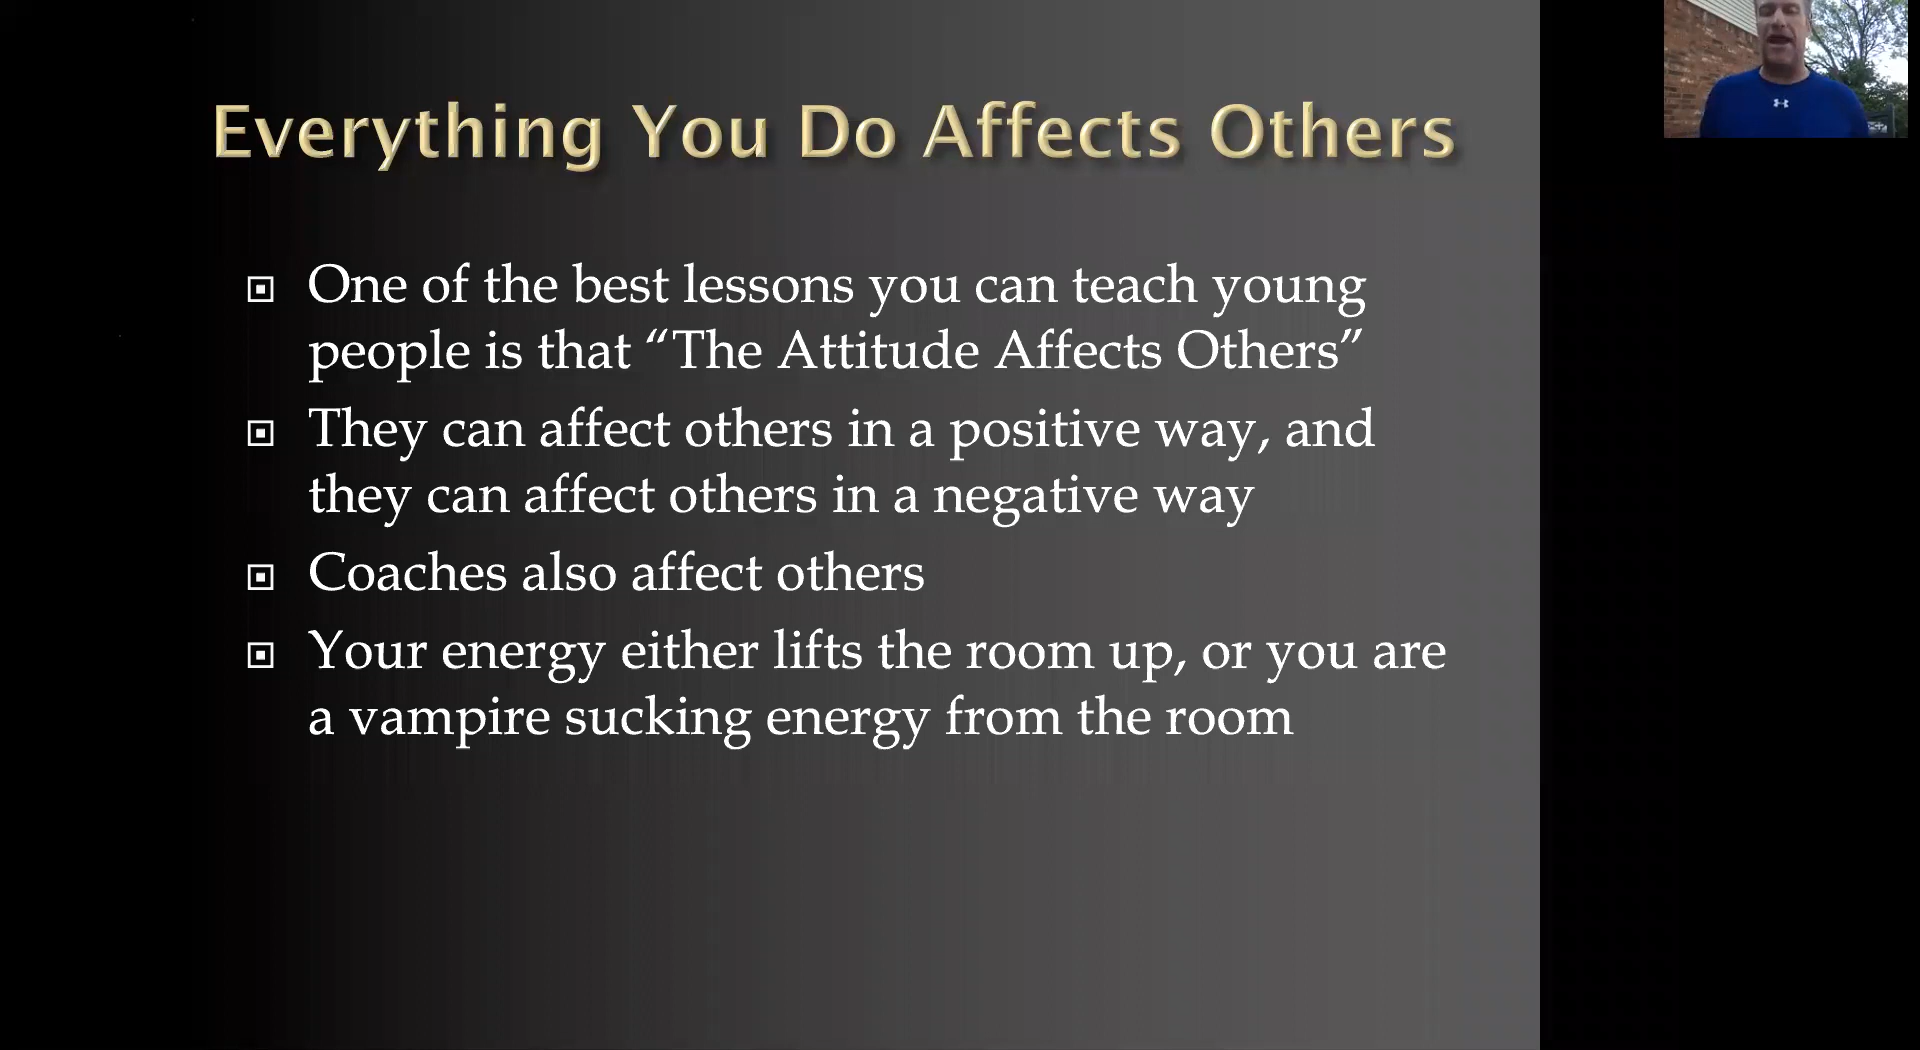 Everything You Do Affects Others
One of the best lessons you can teach young
people is that “The Attitude Affects Others”
They can affect others in a positive way, and
they can affect others in a negative way
Coaches also affect others
Your energy either lifts the room up, or you are
a vampire sucking energy from the room